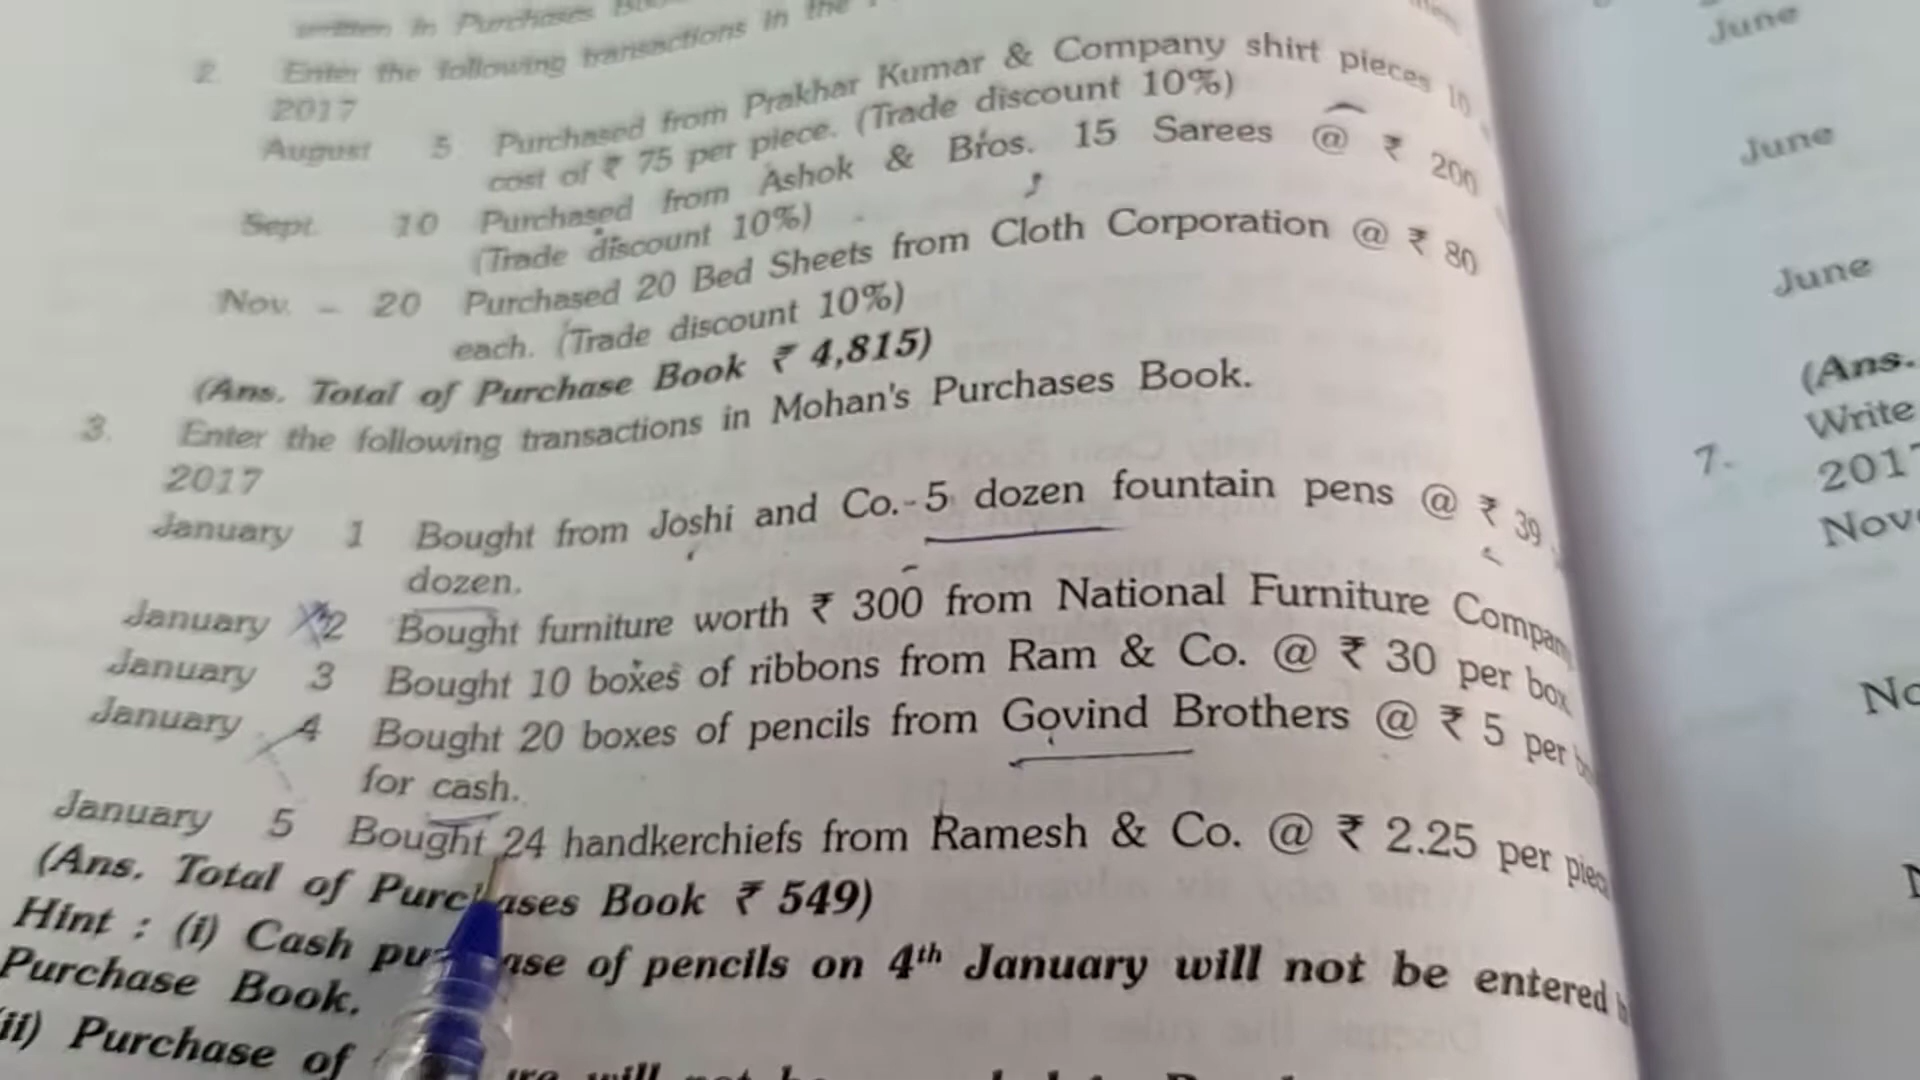 written in Purchases
2. Enter the following transactions in the
2017
August 5 Purchased from Prakhar Kumar & Company shirt pieces 10
cost of ₹ 75 per piece. (Trade discount 10%)
Sept. 10 Purchased from Ashok & Bros. 15 Sarees @ ₹ 200
(Trade discount 10%)
Nov. - 20 Purchased 20 Bed Sheets from Cloth Corporation @ ₹ 80
each. (Trade discount 10%)
(Ans. Total of Purchase Book ₹ 4,815)
3. Enter the following transactions in Mohan's Purchases Book.
2017
January 1 Bought from Joshi and Co.-5 dozen fountain pens @ ₹ 39
dozen.
January 2 Bought furniture worth ₹ 300 from National Furniture Company
January 3 Bought 10 boxes of ribbons from Ram & Co. @ ₹ 30 per box
January 4 Bought 20 boxes of pencils from Govind Brothers @ ₹ 5 per
for cash.
January 5 Bought 24 handkerchiefs from Ramesh & Co. @ ₹ 2.25 per
(Ans. Total of Purchases Book ₹ 549)
Hint : (i) Cash purchase of pencils on 4th January will not be entered
Purchase Book.
ii) Purchase of will not
June
June
June
(Ans.
7. Write
2017